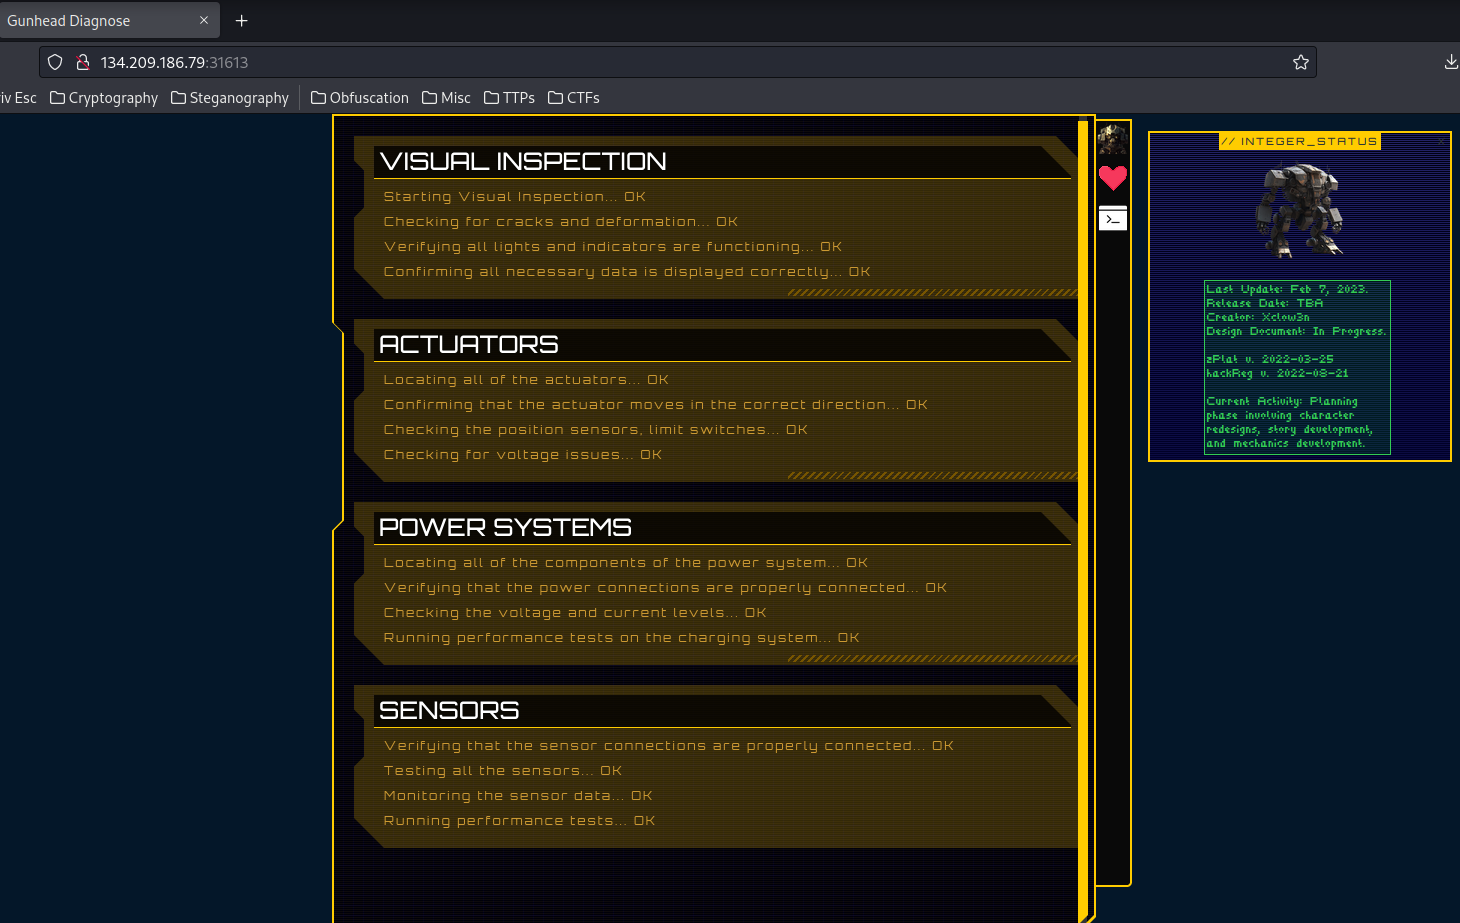 Gunhead Diagnose
134.209.186.79:31613
iv Esc
Cryptography
Steganography
Obfuscation
Misc
TTPs
CTFs
VISUAL INSPECTION
Starting Visual Inspection... OK
Checking for cracks and deformation... OK
Verifying all lights and indicators are functioning... OK
Confirming all necessary data is displayed correctly... OK
ACTUATORS
Locating all of the actuators... OK
Confirming that the actuator moves in the correct direction... OK
Checking the position sensors, limit switches... OK
Checking for voltage issues... OK
POWER SYSTEMS
Locating all of the components of the power system... OK
Verifying that the power connections are properly connected... OK
Checking the voltage and current levels... OK
Running performance tests on the charging system... OK
SENSORS
Verifying that the sensor connections are properly connected... OK
Testing all the sensors... OK
Monitoring the sensor data... OK
Running performance tests... OK
// INTEGER_STATUS
Last Update: Feb 7, 2023.
Release Date: TBA
Creator: Xclow3n
Design Document: In Progress.
zPlat v. 2022-03-25
hackReg v. 2022-08-21
Current Activity: Planning
phase involving character
redesigns, story development,
and mechanics development.